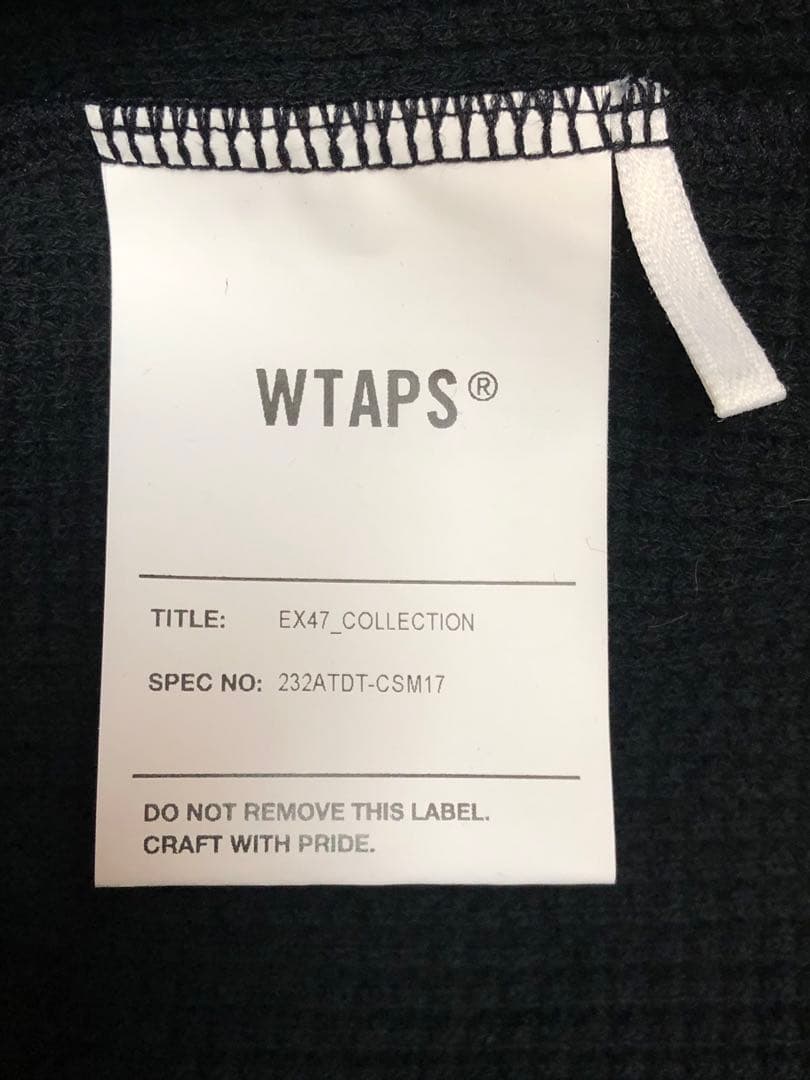 WTAPS®
TITLE: EX47_COLLECTION
SPEC NO: 232ATDT-CSM17
DO NOT REMOVE THIS LABEL.
CRAFT WITH PRIDE.